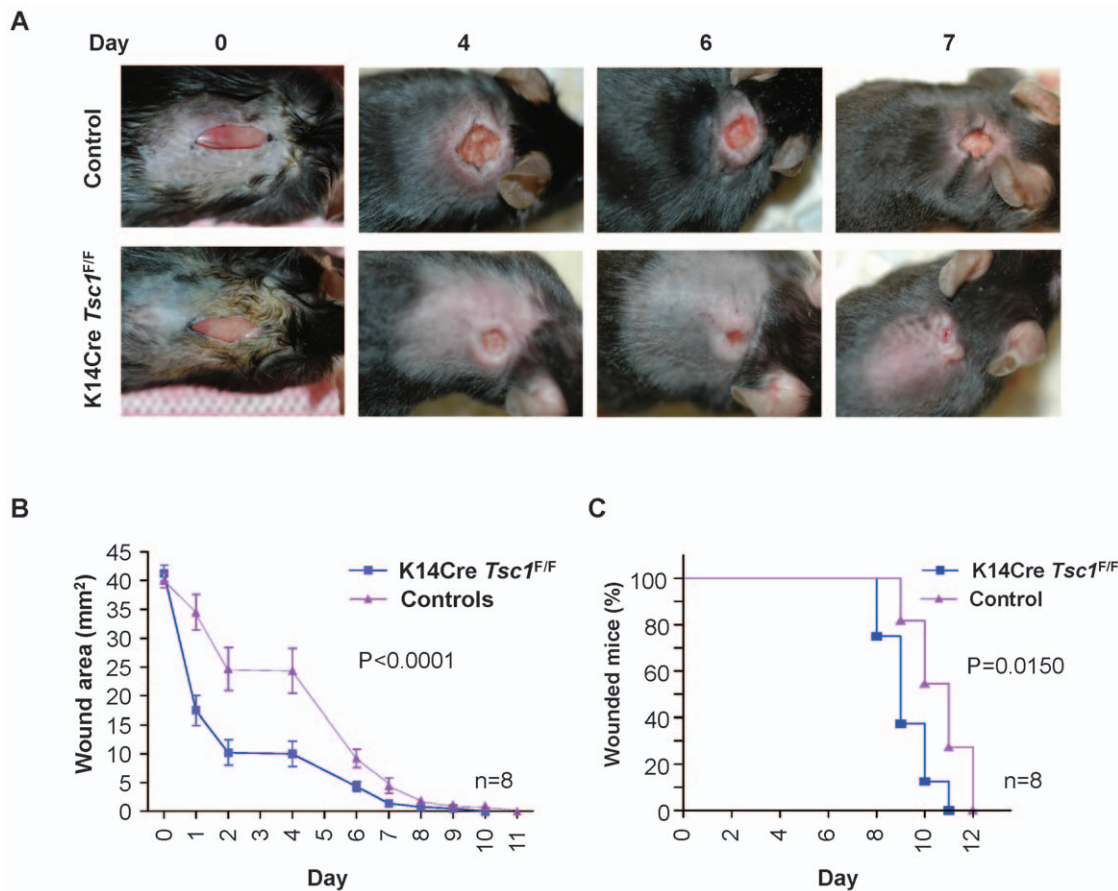 A
Day 0 4 6 7
Control
K14Cre Tsc1F/F
B
Wound area (mm2)
45
40
35
30
25
20
15
10
5
0
K14Cre Tsc1F/F
Controls
P<0.0001
n=8
0 1 2 3 4 5 6 7 8 9 10 11
Day
C
Wounded mice (%)
100
80
60
40
20
0
K14Cre Tsc1F/F
Control
P=0.0150
n=8
0 2 4 6 8 10 12
Day